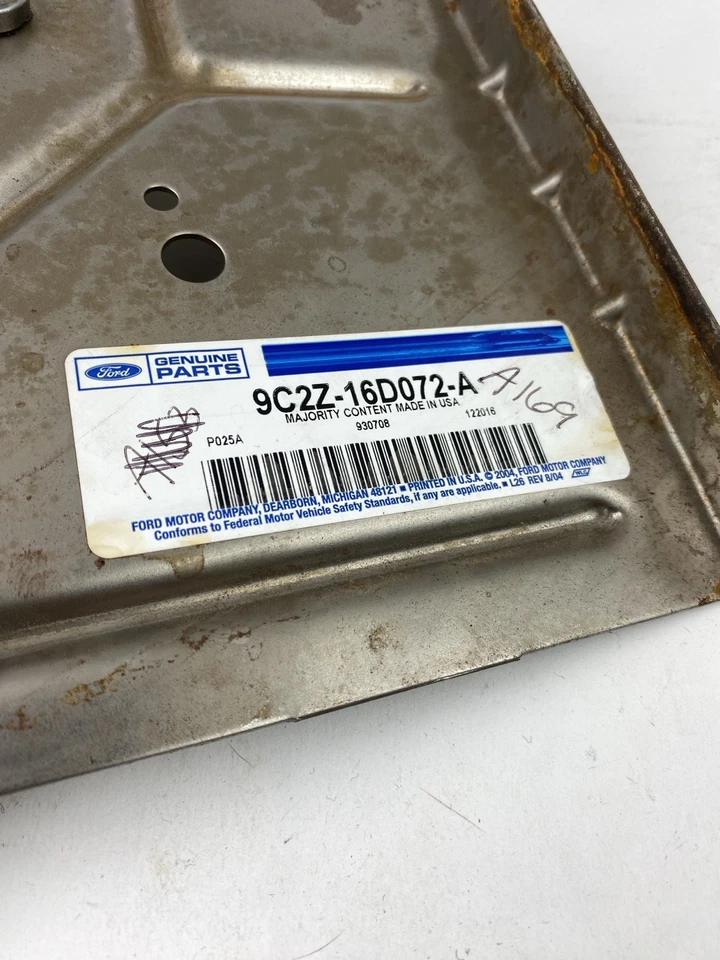 Ford GENUINE PARTS
9C2Z-16D072-A
A169
MAJORITY CONTENT MADE IN USA
P025A 930708 122016
FORD MOTOR COMPANY, DEARBORN, MICHIGAN 48121 ■ PRINTED IN U.S.A. © 2004, FORD MOTOR COMPANY
Conforms to Federal Motor Vehicle Safety Standards, if any are applicable. ■ L25 REV 8/04